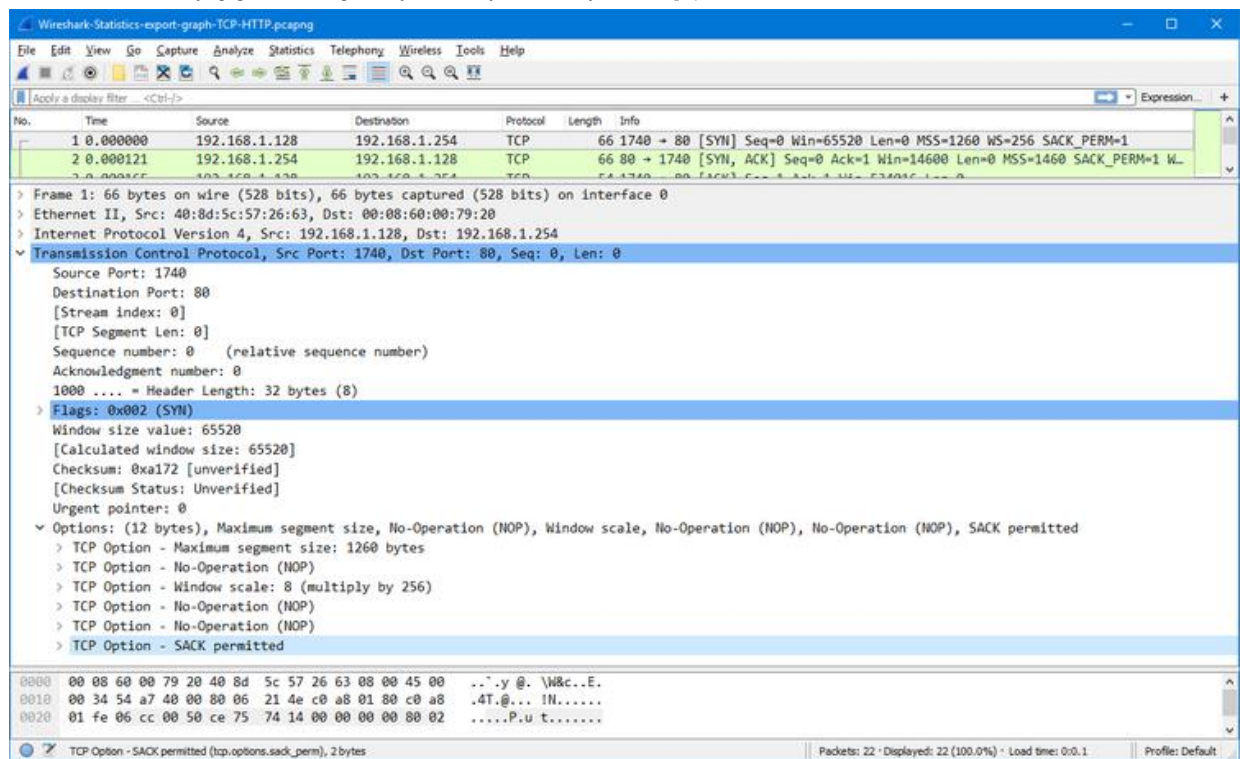 Wireshark-Statistics-export-graph-TCP-HTTP.pcapng
File Edit View Go Capture Analyze Statistics Telephony Wireless Tools Help
Apply a display filter ... <Ctrl-/> Expression... +
No. Time Source Destination Protocol Length Info
1 0.000000 192.168.1.128 192.168.1.254 TCP 66 1740 → 80 [SYN] Seq=0 Win=65520 Len=0 MSS=1260 WS=256 SACK_PERM=1
2 0.000121 192.168.1.254 192.168.1.128 TCP 66 80 → 1740 [SYN, ACK] Seq=0 Ack=1 Win=14600 Len=0 MSS=1460 SACK_PERM=1 W...
> Frame 1: 66 bytes on wire (528 bits), 66 bytes captured (528 bits) on interface 0
> Ethernet II, Src: 40:8d:5c:57:26:63, Dst: 00:08:60:00:79:20
> Internet Protocol Version 4, Src: 192.168.1.128, Dst: 192.168.1.254
Transmission Control Protocol, Src Port: 1740, Dst Port: 80, Seq: 0, Len: 0
Source Port: 1740
Destination Port: 80
[Stream index: 0]
[TCP Segment Len: 0]
Sequence number: 0 (relative sequence number)
Acknowledgment number: 0
1000 .... = Header Length: 32 bytes (8)
> Flags: 0x002 (SYN)
Window size value: 65520
[Calculated window size: 65520]
Checksum: 0xa172 [unverified]
[Checksum Status: Unverified]
Urgent pointer: 0
Options: (12 bytes), Maximum segment size, No-Operation (NOP), Window scale, No-Operation (NOP), No-Operation (NOP), SACK permitted
> TCP Option - Maximum segment size: 1260 bytes
> TCP Option - No-Operation (NOP)
> TCP Option - Window scale: 8 (multiply by 256)
> TCP Option - No-Operation (NOP)
> TCP Option - No-Operation (NOP)
> TCP Option - SACK permitted
0000 00 08 60 00 79 20 40 8d 5c 57 26 63 08 00 45 00 ..`.y @. \W&c..E.
0010 00 34 54 a7 40 00 80 06 21 4e c0 a8 01 80 c0 a8 .4T.@... !N......
0020 01 fe 06 cc 00 50 ce 75 74 14 00 00 00 00 80 02 .....P.u t.......
TCP Option - SACK permitted (tcp.options.sack_perm), 2 bytes Packets: 22 · Displayed: 22 (100.0%) · Load time: 0:0.1 Profile: Default